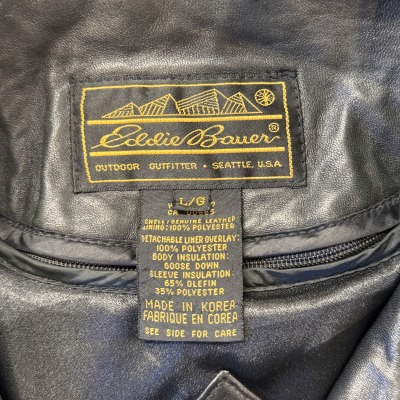 Eddie Bauer®
OUTDOOR OUTFITTER • SEATTLE, U.S.A.
L/G
SHELL: GENUINE LEATHER
LINING: 100% POLYESTER
DETACHABLE LINER OVERLAY:
100% POLYESTER
BODY INSULATION:
GOOSE DOWN
SLEEVE INSULATION:
65% OLEFIN
35% POLYESTER
MADE IN KOREA
FABRIQUE EN COREA
SEE SIDE FOR CARE